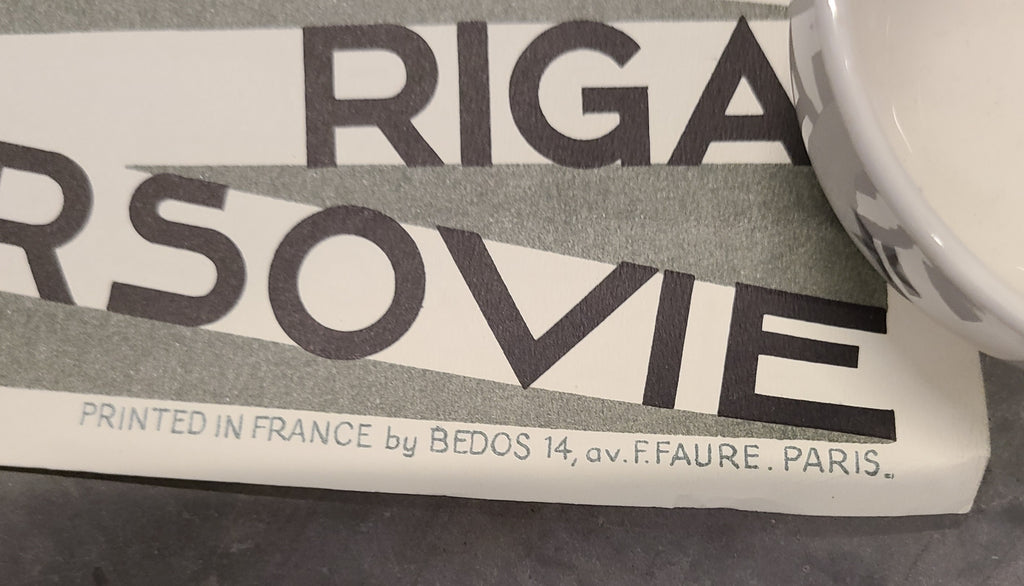 RIGA
RSOVIE
PRINTED IN FRANCE by BEDOS 14, av. F. FAURE. PARIS.